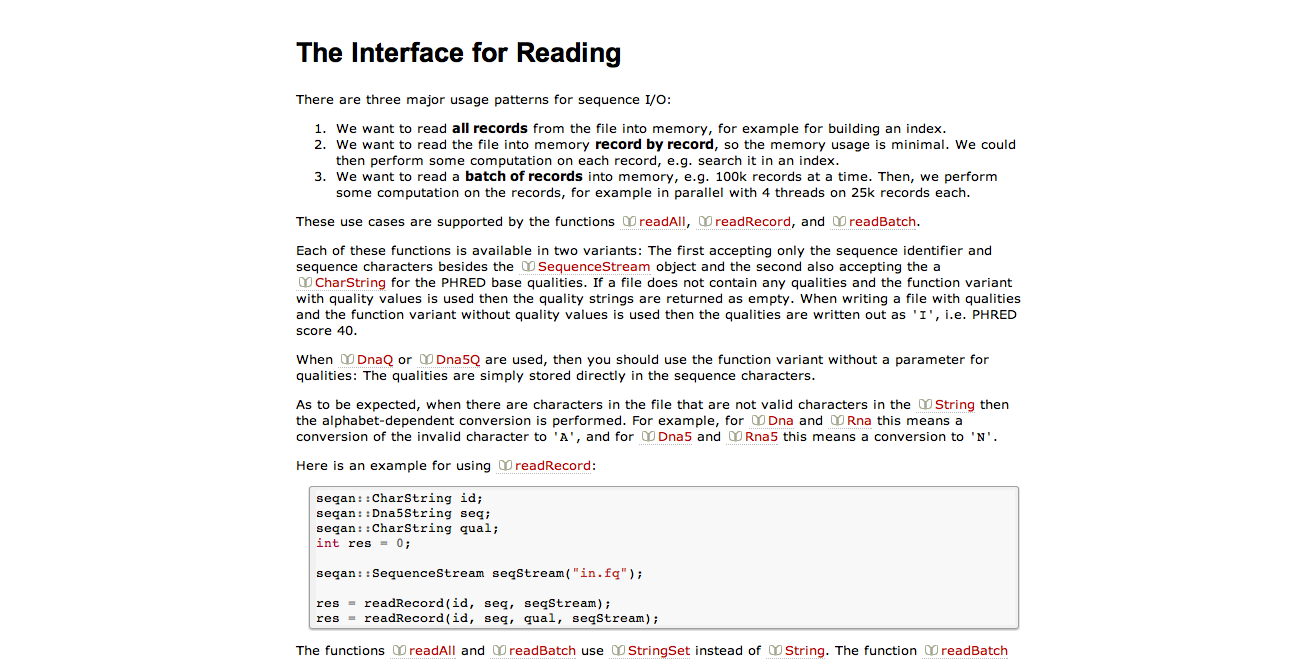 The Interface for Reading
There are three major usage patterns for sequence I/O:
1. We want to read all records from the file into memory, for example for building an index.
2. We want to read the file into memory record by record, so the memory usage is minimal. We could
then perform some computation on each record, e.g. search it in an index.
3. We want to read a batch of records into memory, e.g. 100k records at a time. Then, we perform
some computation on the records, for example in parallel with 4 threads on 25k records each.
These use cases are supported by the functions readAll, readRecord, and readBatch.
Each of these functions is available in two variants: The first accepting only the sequence identifier and
sequence characters besides the SequenceStream object and the second also accepting the a
CharString for the PHRED base qualities. If a file does not contain any qualities and the function variant
with quality values is used then the quality strings are returned as empty. When writing a file with qualities
and the function variant without quality values is used then the qualities are written out as 'I', i.e. PHRED
score 40.
When DnaQ or Dna5Q are used, then you should use the function variant without a parameter for
qualities: The qualities are simply stored directly in the sequence characters.
As to be expected, when there are characters in the file that are not valid characters in the String then
the alphabet-dependent conversion is performed. For example, for Dna and Rna this means a
conversion of the invalid character to 'A', and for Dna5 and Rna5 this means a conversion to 'N'.
Here is an example for using readRecord:
seqan::CharString id;
seqan::Dna5String seq;
seqan::CharString qual;
int res = 0;
seqan::SequenceStream seqStream("in.fq");
res = readRecord(id, seq, seqStream);
res = readRecord(id, seq, qual, seqStream);
The functions readAll and readBatch use StringSet instead of String. The function readBatch